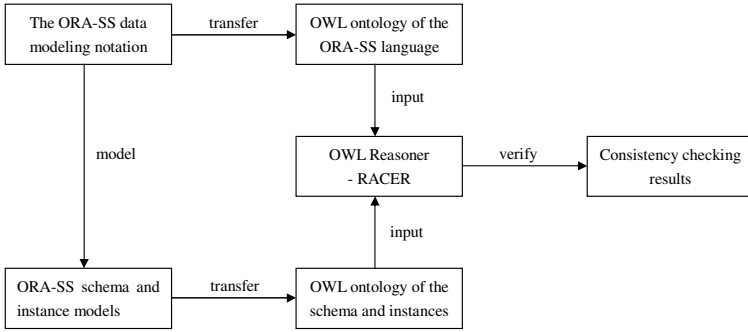 The ORA-SS data
modeling notation
transfer
OWL ontology of the
ORA-SS language
input
model
OWL Reasoner
- RACER
verify
Consistency checking
results
input
ORA-SS schema and
instance models
transfer
OWL ontology of the
schema and instances